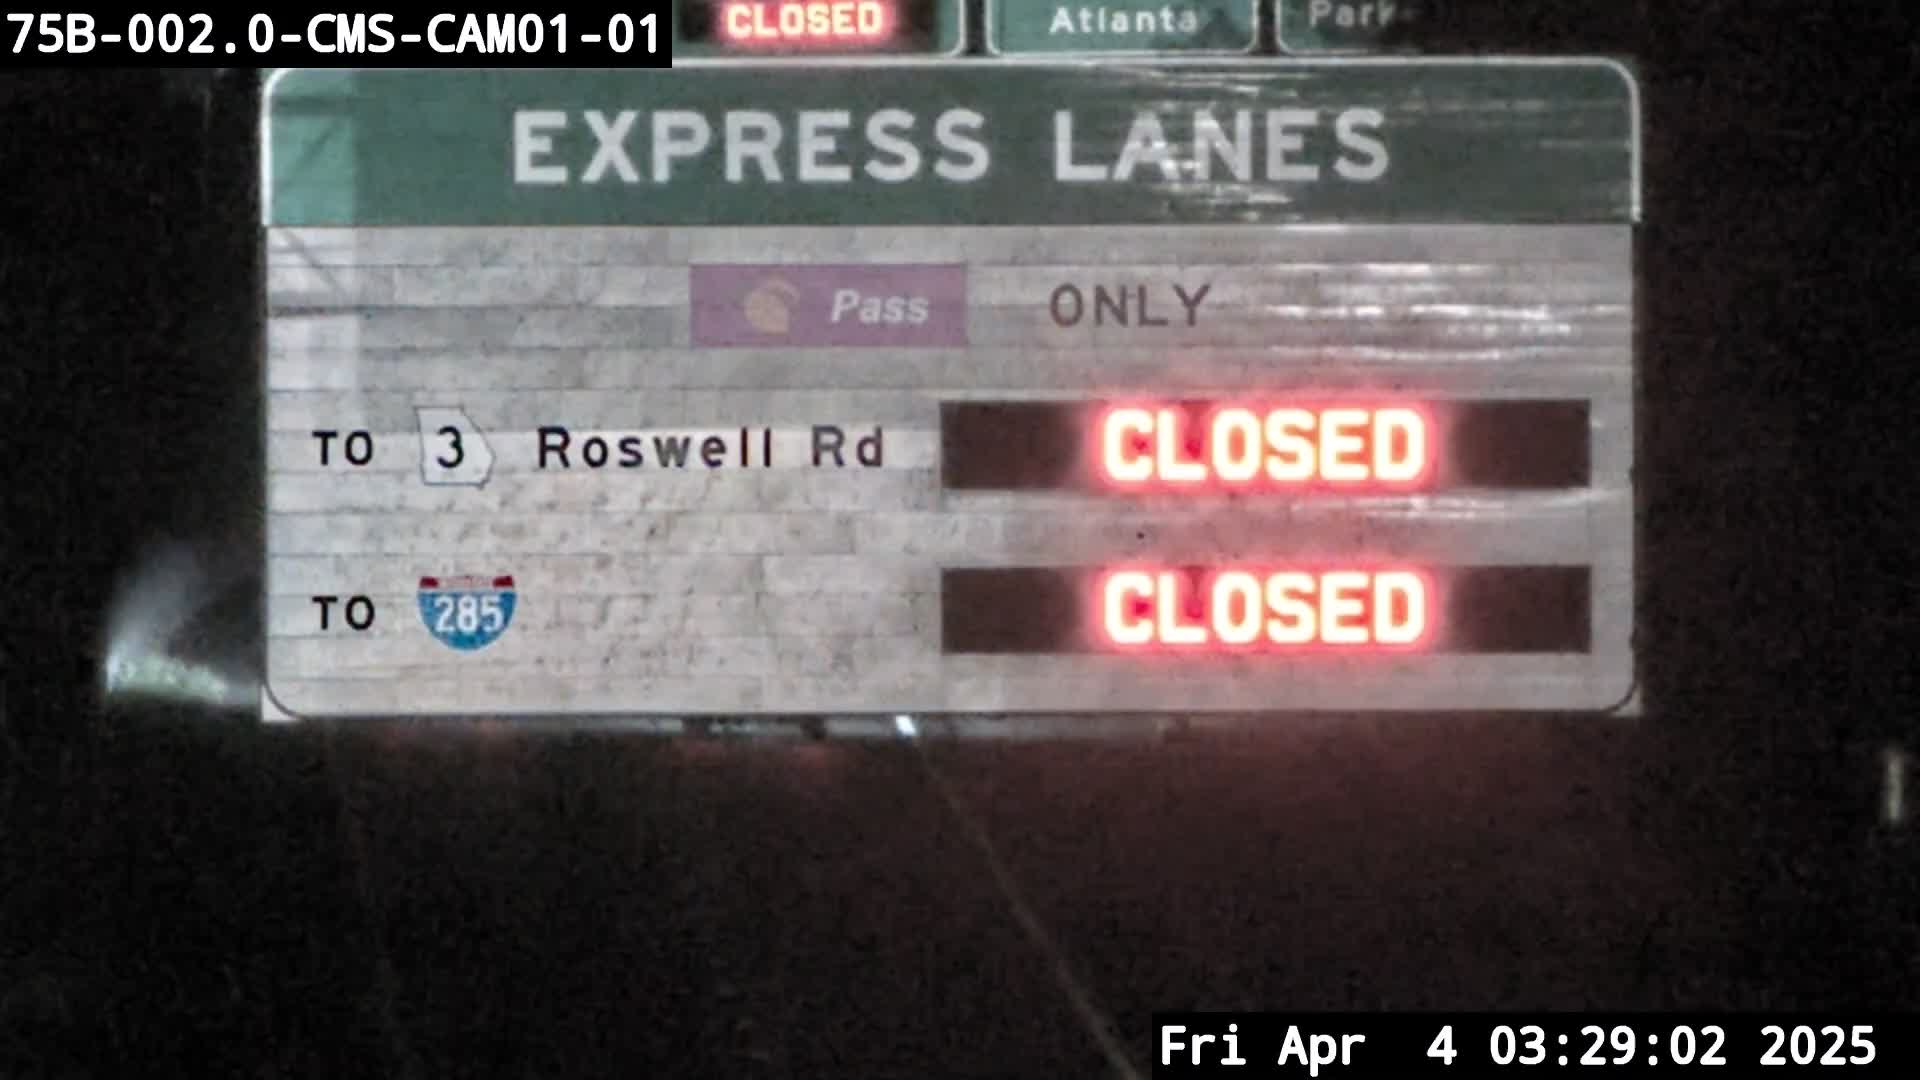 75B-002.0-CMS-CAM01-01
CLOSED
Atlanta
Park
EXPRESS LANES
Pass ONLY
TO 3 Roswell Rd CLOSED
TO 285 CLOSED
Fri Apr 4 03:29:02 2025